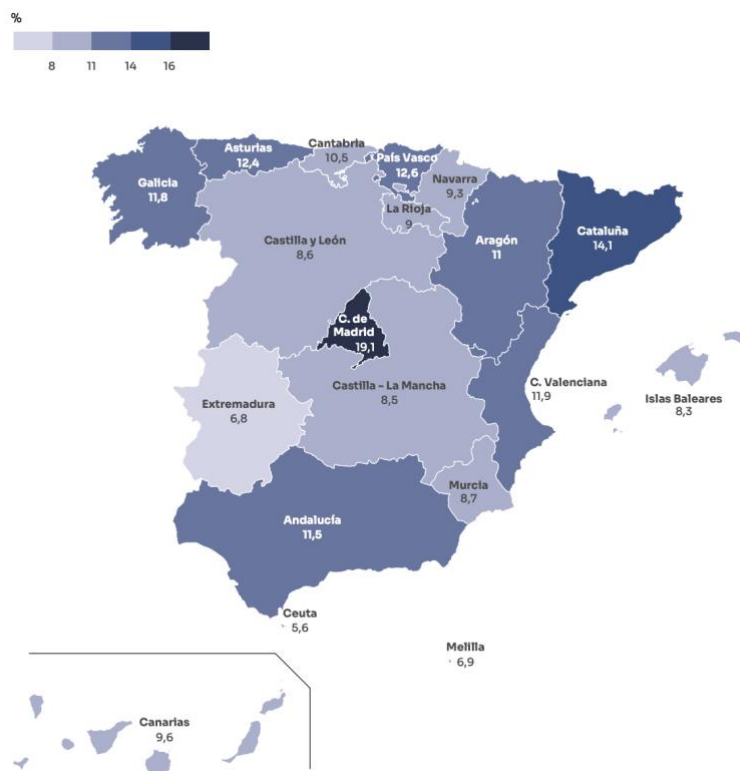 %
8 11 14 16
Cantabria
10,5
Asturias
12,4
País Vasco
12,6
Galicia
11,8
Navarra
9,3
La Rioja
9
Castilla y León
8,6
Aragón
11
Cataluña
14,1
C. de
Madrid
19,1
Castilla - La Mancha
8,5
C. Valenciana
11,9
Islas Baleares
8,3
Extremadura
6,8
Murcia
8,7
Andalucía
11,5
Ceuta
5,6
Melilla
6,9
Canarias
9,6